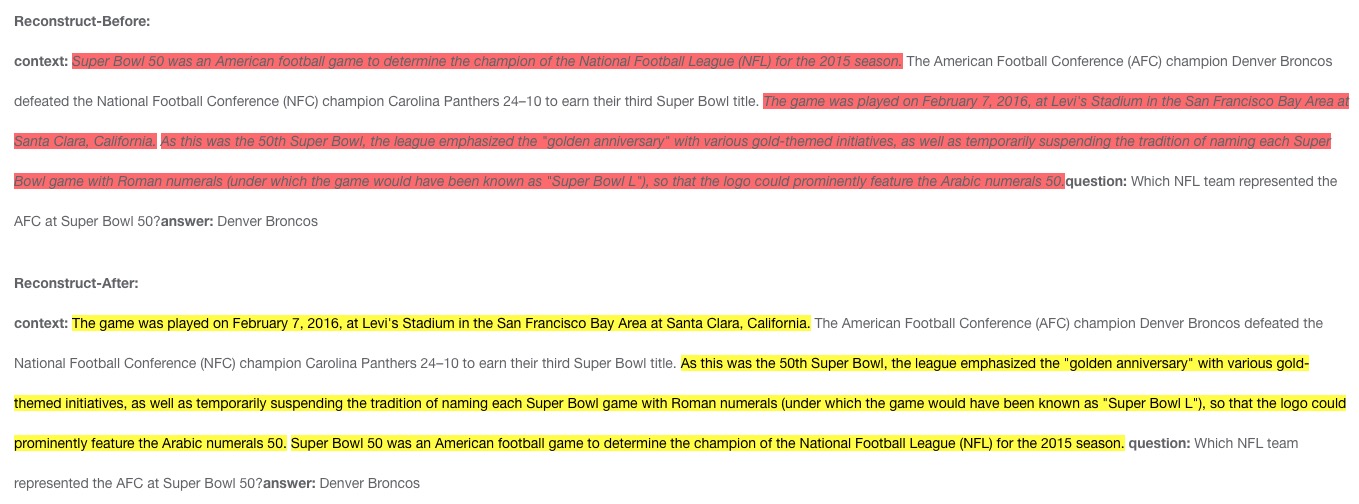 Reconstruct-Before:
context: Super Bowl 50 was an American football game to determine the champion of the National Football League (NFL) for the 2015 season. The American Football Conference (AFC) champion Denver Broncos
defeated the National Football Conference (NFC) champion Carolina Panthers 24–10 to earn their third Super Bowl title. The game was played on February 7, 2016, at Levi's Stadium in the San Francisco Bay Area at
Santa Clara, California. As this was the 50th Super Bowl, the league emphasized the "golden anniversary" with various gold-themed initiatives, as well as temporarily suspending the tradition of naming each Super
Bowl game with Roman numerals (under which the game would have been known as "Super Bowl L"), so that the logo could prominently feature the Arabic numerals 50.question: Which NFL team represented the
AFC at Super Bowl 50?answer: Denver Broncos
Reconstruct-After:
context: The game was played on February 7, 2016, at Levi's Stadium in the San Francisco Bay Area at Santa Clara, California. The American Football Conference (AFC) champion Denver Broncos defeated the
National Football Conference (NFC) champion Carolina Panthers 24–10 to earn their third Super Bowl title. As this was the 50th Super Bowl, the league emphasized the "golden anniversary" with various gold-
themed initiatives, as well as temporarily suspending the tradition of naming each Super Bowl game with Roman numerals (under which the game would have been known as "Super Bowl L"), so that the logo could
prominently feature the Arabic numerals 50. Super Bowl 50 was an American football game to determine the champion of the National Football League (NFL) for the 2015 season. question: Which NFL team
represented the AFC at Super Bowl 50?answer: Denver Broncos